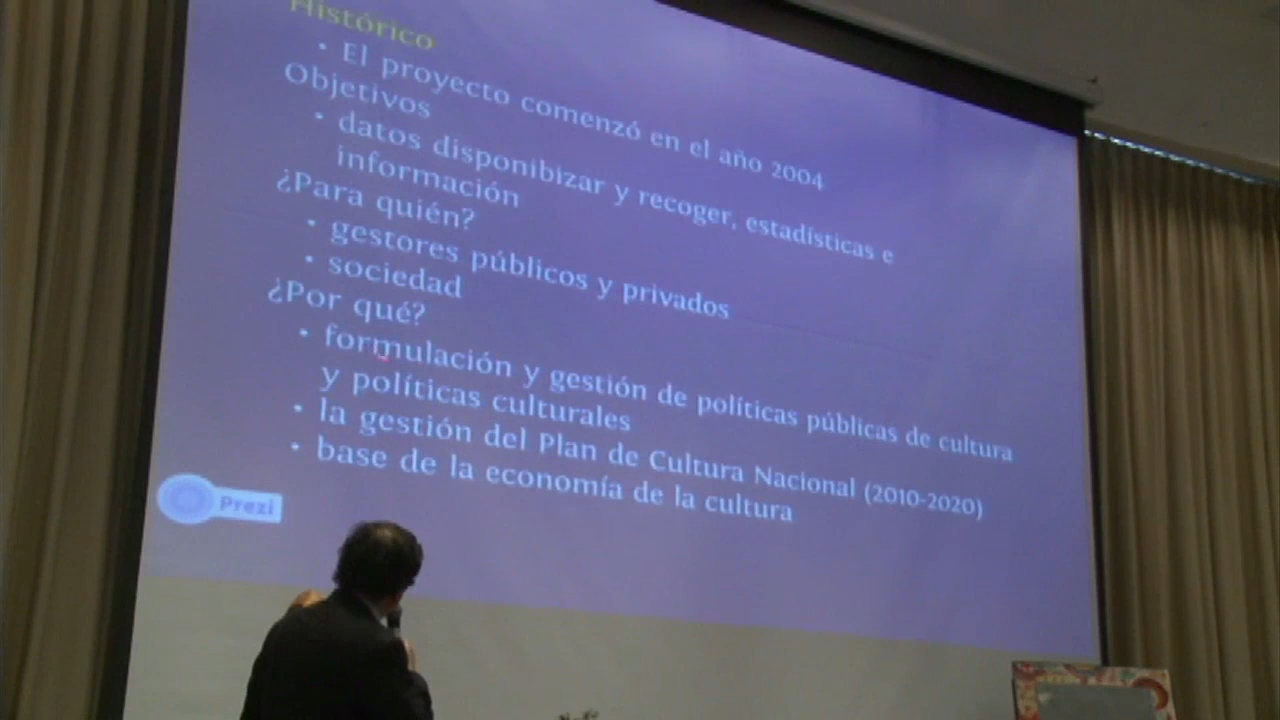 Histórico
• El proyecto comenzó en el año 2004
Objetivos
• datos disponibizar y recoger, estadísticas e
información
¿Para quién?
• gestores públicos y privados
• sociedad
¿Por qué?
• formulación y gestión de políticas públicas de cultura
y políticas culturales
• la gestión del Plan de Cultura Nacional (2010-2020)
• base de la economía de la cultura
Prezi